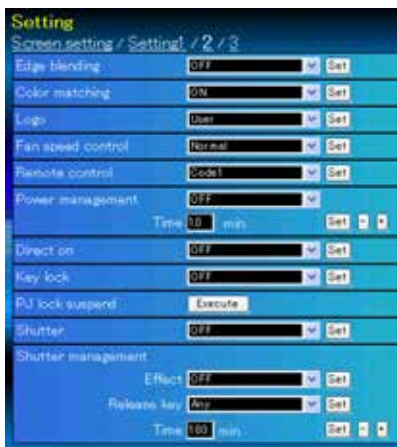 Setting
Screen setting / Setting1 / 2 / 3
Edge blending OFF Set
Color matching ON Set
Logo User Set
Fan speed control Normal Set
Remote control Code1 Set
Power management OFF
Time 10 min Set - +
Direct on OFF Set
Key lock OFF Set
PJ lock suspend Execute
Shutter OFF Set
Shutter management
Effect OFF Set
Release key Any Set
Time 180 min Set - +